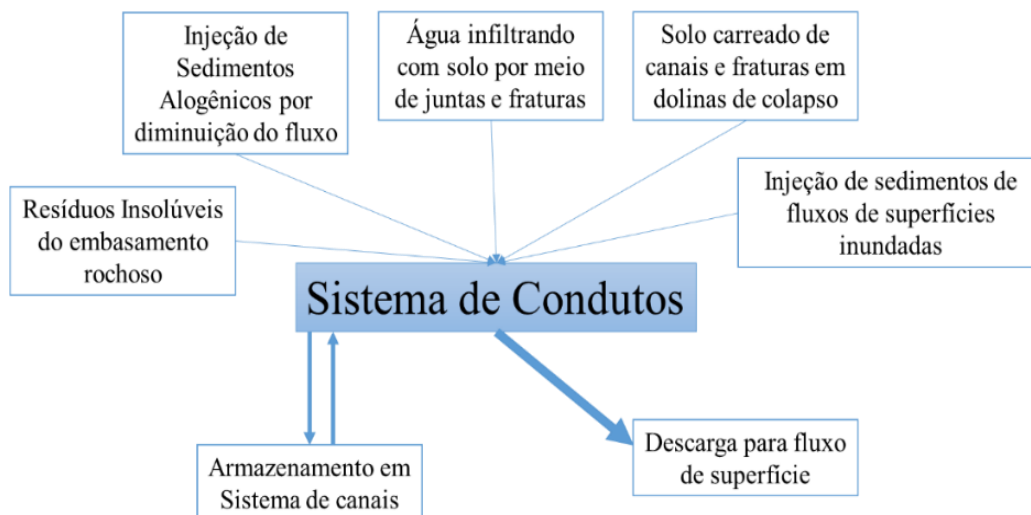 Injeção de
Sedimentos
Alogênicos por
diminuição do fluxo
Água infiltrando
com solo por meio
de juntas e fraturas
Solo carreado de
canais e fraturas em
dolinas de colapso
Resíduos Insolúveis
do embasamento
rochoso
Injeção de sedimentos de
fluxos de superfícies
inundadas
Sistema de Condutos
Armazenamento em
Sistema de canais
Descarga para fluxo
de superfície